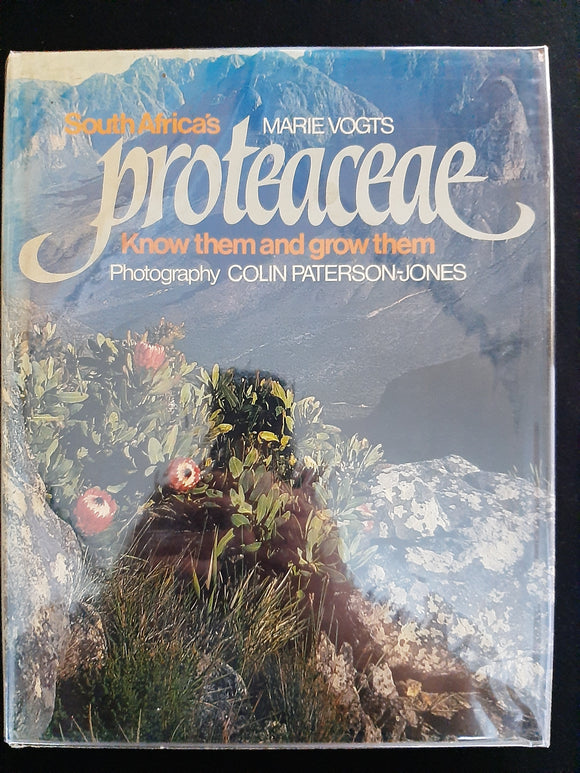 South Africa's MARIE VOGTS
proteaceae
Know them and grow them
Photography COLIN PATERSON-JONES